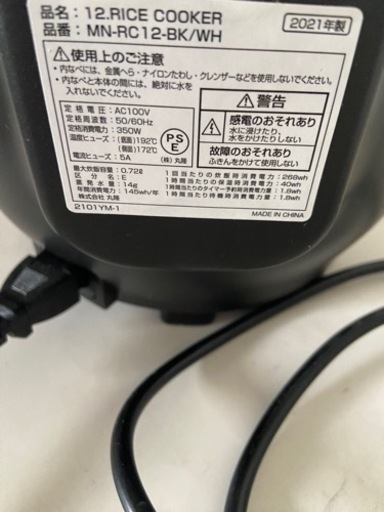 品名：12.RICE COOKER
品番：MN-RC12-BK/WH
2021年製
⚠使用上のご注意
・内なべには、金属へら・ナイロンたわし・クレンザーなどを使用しないでください。
・内なべと本体の間には、絶対に水を入れないでください。
定格電圧：AC100V
定格周波数：50/60Hz
定格消費電力：350W
温度ヒューズ：(底面)192℃
(側面)172℃
電流ヒューズ：5A
PSE
(株)丸隆
⚠警告
感電のおそれあり
水に浸けたり、
水をかけたりしない
故障のおそれあり
ふきんをかけて使用しない
最大炊飯容量：0.72ℓ
区分：E
蒸発水量：14g
年間消費電力量：145wh/年
株式会社 丸隆
2101YM-1
1回当たりの炊飯時消費電力量：268wh
1時間当たりの保温時消費電力量：40wh
1時間当たりのタイマー予約時消費電力量：1.8wh
1時間当たり待機時消費電力量：1.8wh
MADE IN CHINA